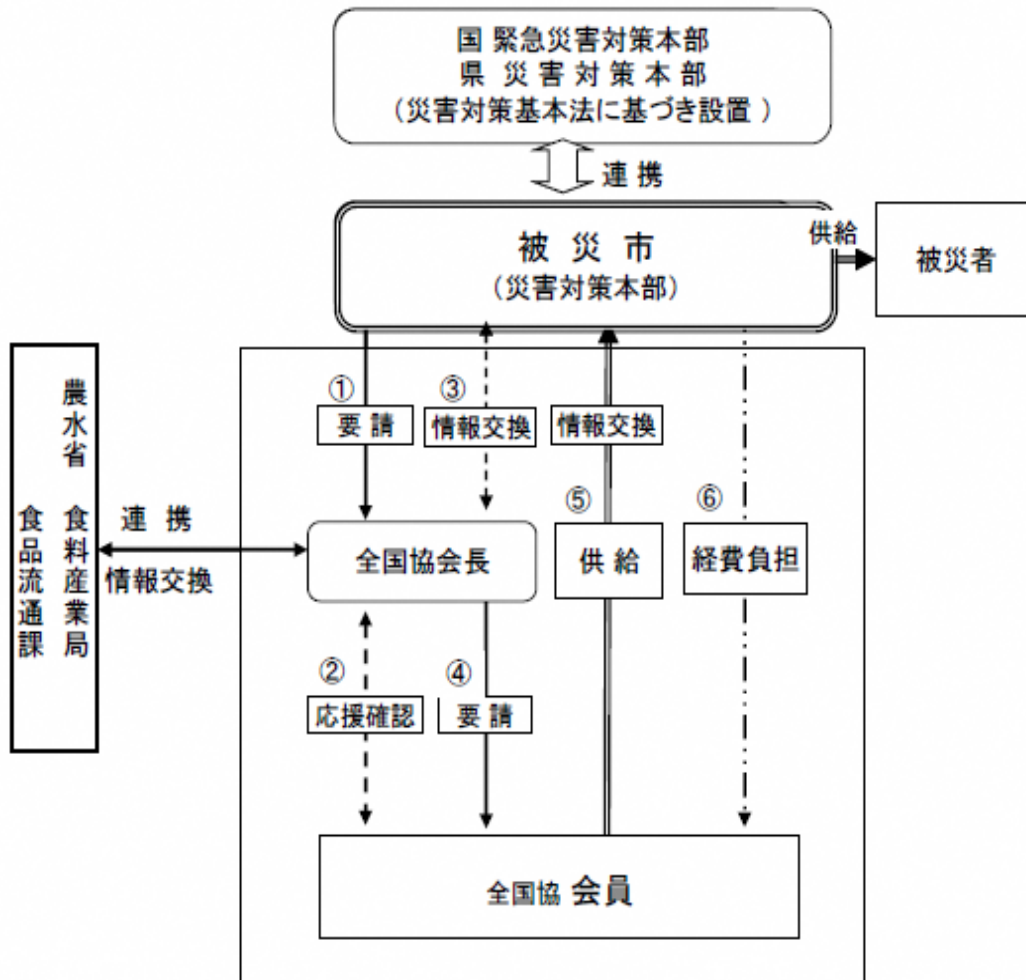 国 緊急災害対策本部
県 災 害 対 策 本 部
（災害対策基本法に基づき設置 ）
連 携
被 災 市
（災害対策本部）
供給
被災者
農水省 食料産業局
食品流通課
①
要 請
③
情報交換
情報交換
連 携
情報交換
全国協会長
⑤
供 給
⑥
経費負担
②
応援確認
④
要 請
全国協 会員